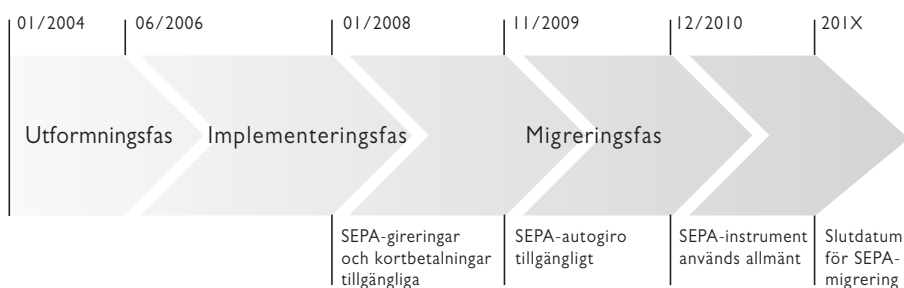 01/2004
06/2006
01/2008
11/2009
12/2010
201X
Utformningsfas
Implementeringsfas
Migreringsfas
SEPA-gireringar
och kortbetalningar
tillgängliga
SEPA-autogiro
tillgängligt
SEPA-instrument
används allmänt
Slutdatum
för SEPA-
migrering